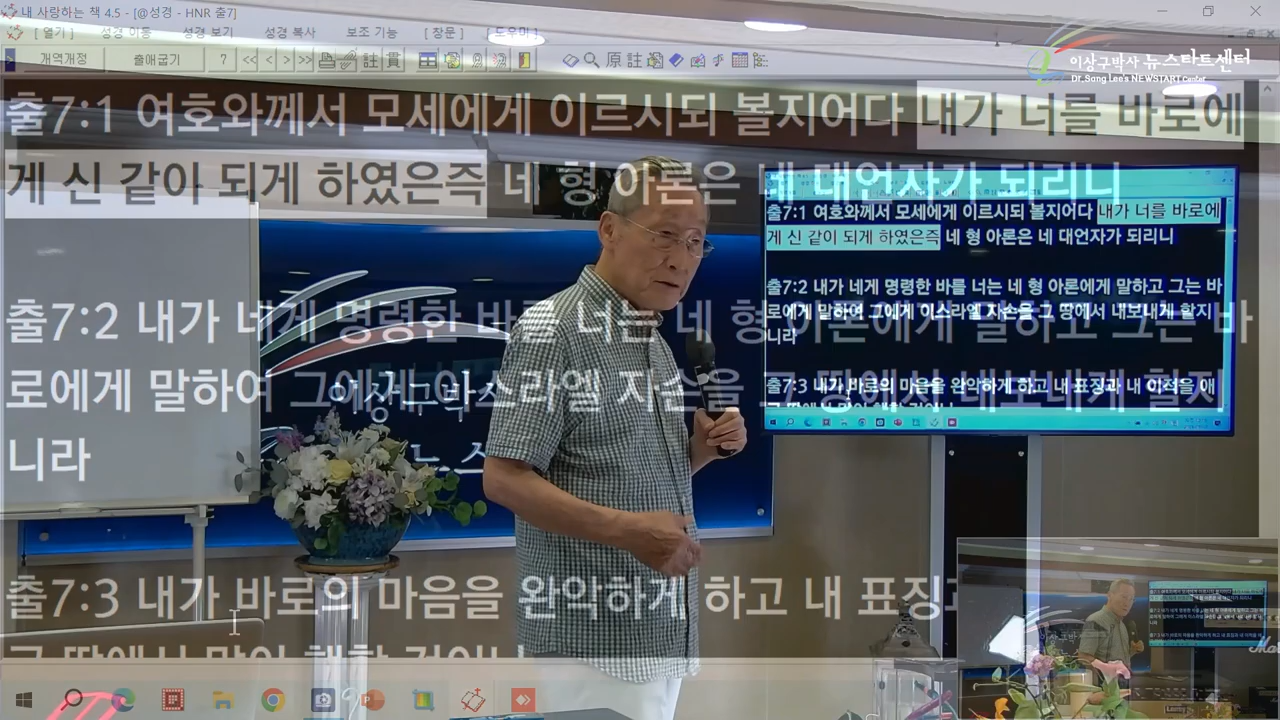 내 사랑하는 책 4.5 - [@성경 - HNR 출7]
[ 열기 ] 성경 이동 성경 보기 성경 복사 보조 기능 [ 창문 ] [ 도우미 ]
개역개정 출애굽기 7 << < > >> 註 貫 原 註
이상구박사 뉴스타트센터
Dr.Sang Lee's NEWSTART Center
출7:1 여호와께서 모세에게 이르시되 볼지어다 내가 너를 바로에
게 신 같아 되게 하였은즉 네 형 아론은 네 대언자가 되리니
출7:2 내가 네게 명령한 바를 너는 네 형 아론에게 말하고 그는 바
로에게 말하여 그에게 이스라엘 자손을 그 땅에서 내보내게 할지
니라
출7:3 내가 바로의 마음을 완악하게 하고 내 표징
출7:1 여호와께서 모세에게 이르시되 볼지어다 내가 너를 바로에
게 신 같이 되게 하였은즉 네 형 아론은 네 대언자가 되리니
출7:2 내가 네게 명령한 바를 너는 네 형 아론에게 말하고 그는 바
로에게 말하여 그에게 이스라엘 자손을 그 땅에서 내보내게 할지
니라
출7:3 내가 바로의 마음을 완악하게 하고 내 표징과 내 이적을 애
이상구박
뉴스